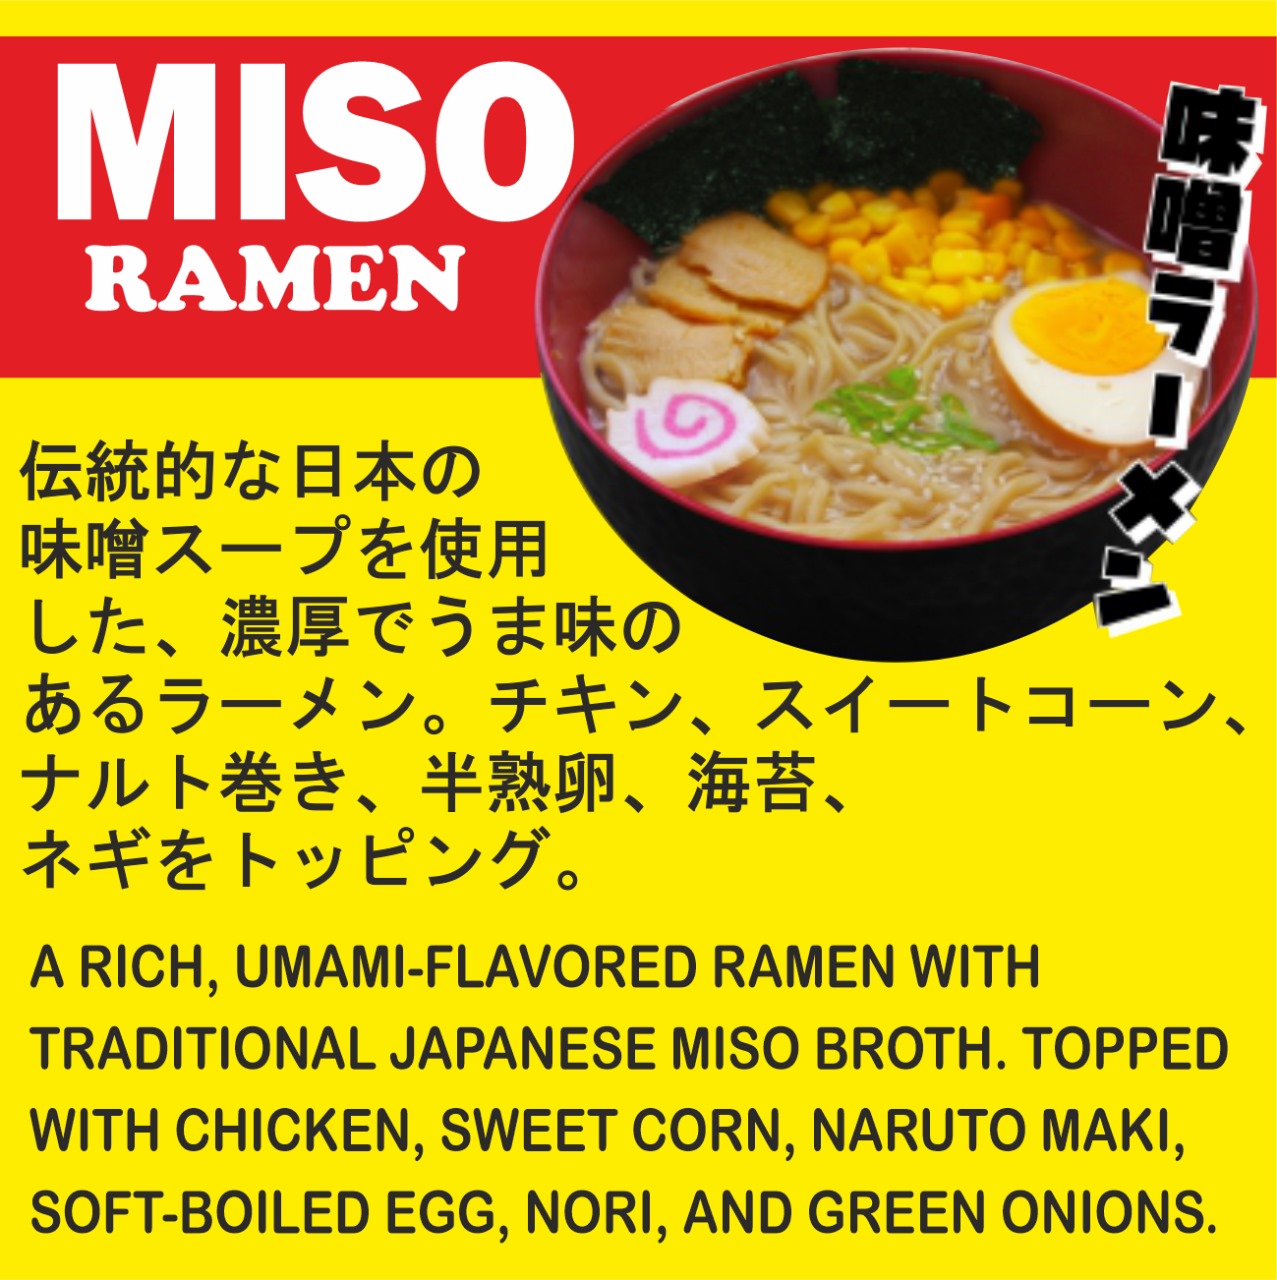 MISO
RAMEN
味噌ラーメン
伝統的な日本の
味噌スープを使用
した、濃厚でうま味の
あるラーメン。チキン、スイートコーン、
ナルト巻き、半熟卵、海苔、
ネギをトッピング。
A RICH, UMAMI-FLAVORED RAMEN WITH
TRADITIONAL JAPANESE MISO BROTH. TOPPED
WITH CHICKEN, SWEET CORN, NARUTO MAKI,
SOFT-BOILED EGG, NORI, AND GREEN ONIONS.